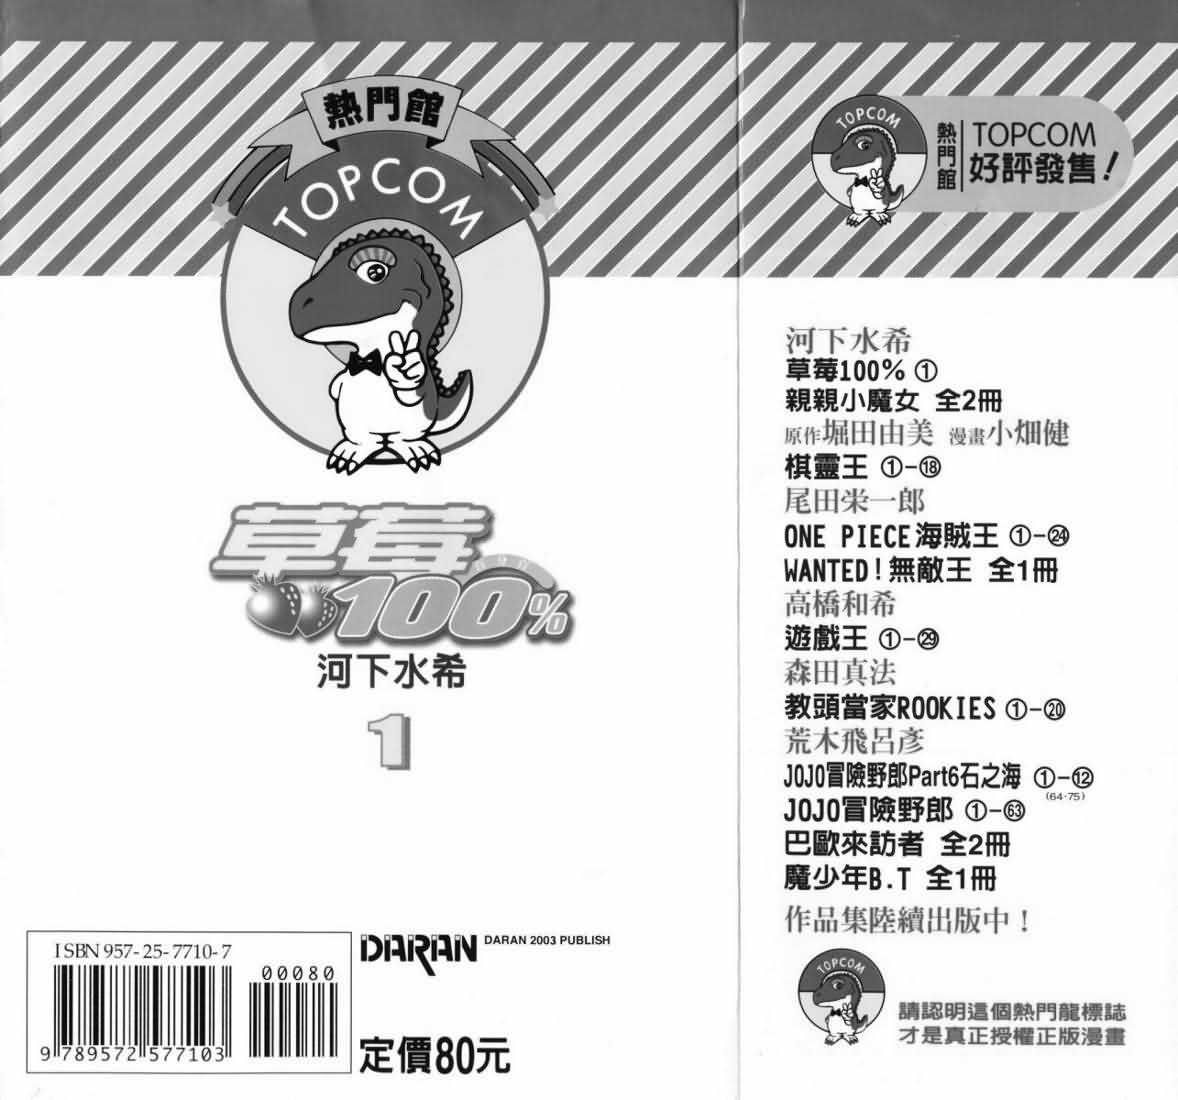 熱門館
TOPCOM
草莓
100%
河下水希
1
ISBN 957-25-7710-7
00080
9 789572 577103
DARAN
DARAN 2003 PUBLISH
定價80元
TOPCOM
熱門館
TOPCOM
好評發售！
河下水希
草莓100% ①
親親小魔女 全2冊
原作堀田由美 漫畫小畑健
棋靈王 ①-⑱
尾田栄一郎
ONE PIECE海賊王 ①-㉔
WANTED!無敵王 全1冊
高橋和希
遊戲王 ①-㉙
森田真法
教頭當家ROOKIES ①-⑳
荒木飛呂彥
JOJO冒險野郎Part6石之海 ①-⑫
(64-75)
JOJO冒險野郎 ①-63
巴歐來訪者 全2冊
魔少年B.T 全1冊
作品集陸續出版中！
TOPCOM
請認明這個熱門龍標誌
才是真正授權正版漫畫